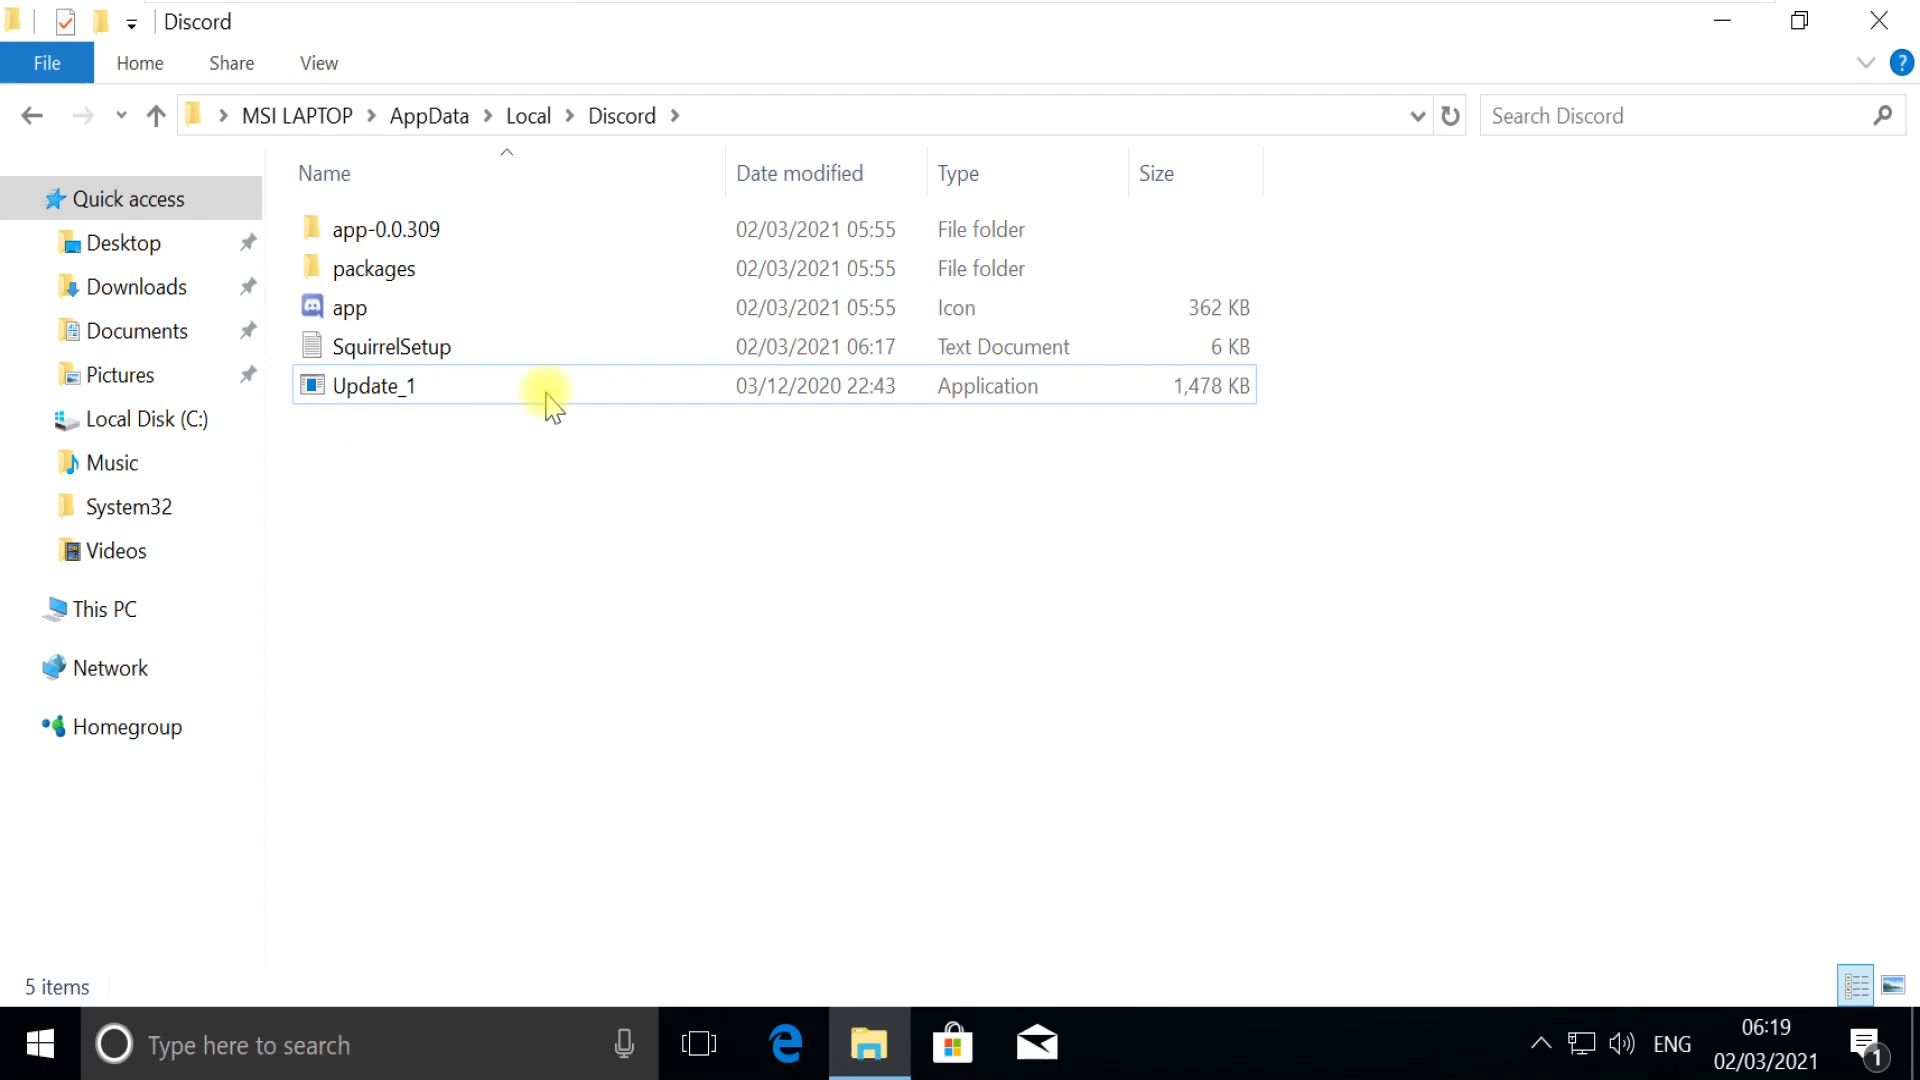 Discord
File Home Share View
MSI LAPTOP AppData Local Discord
Search Discord
Name Date modified Type Size
Quick access
Desktop
Downloads
Documents
Pictures
Local Disk (C:)
Music
System32
Videos
This PC
Network
Homegroup
app-0.0.309 02/03/2021 05:55 File folder
packages 02/03/2021 05:55 File folder
app 02/03/2021 05:55 Icon 362 KB
SquirrelSetup 02/03/2021 06:17 Text Document 6 KB
Update_1 03/12/2020 22:43 Application 1,478 KB
5 items
Type here to search
ENG
06:19
02/03/2021
1